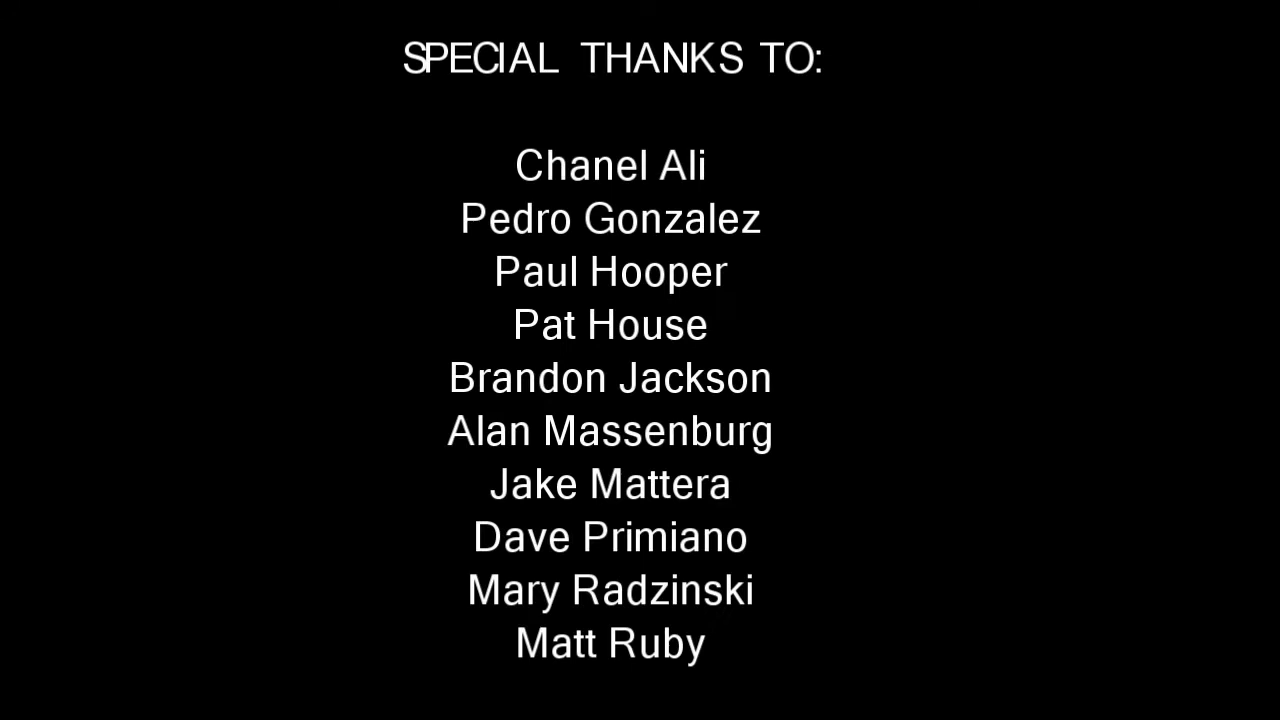 SPECIAL THANKS TO:
Chanel Ali
Pedro Gonzalez
Paul Hooper
Pat House
Brandon Jackson
Alan Massenburg
Jake Mattera
Dave Primiano
Mary Radzinski
Matt Ruby